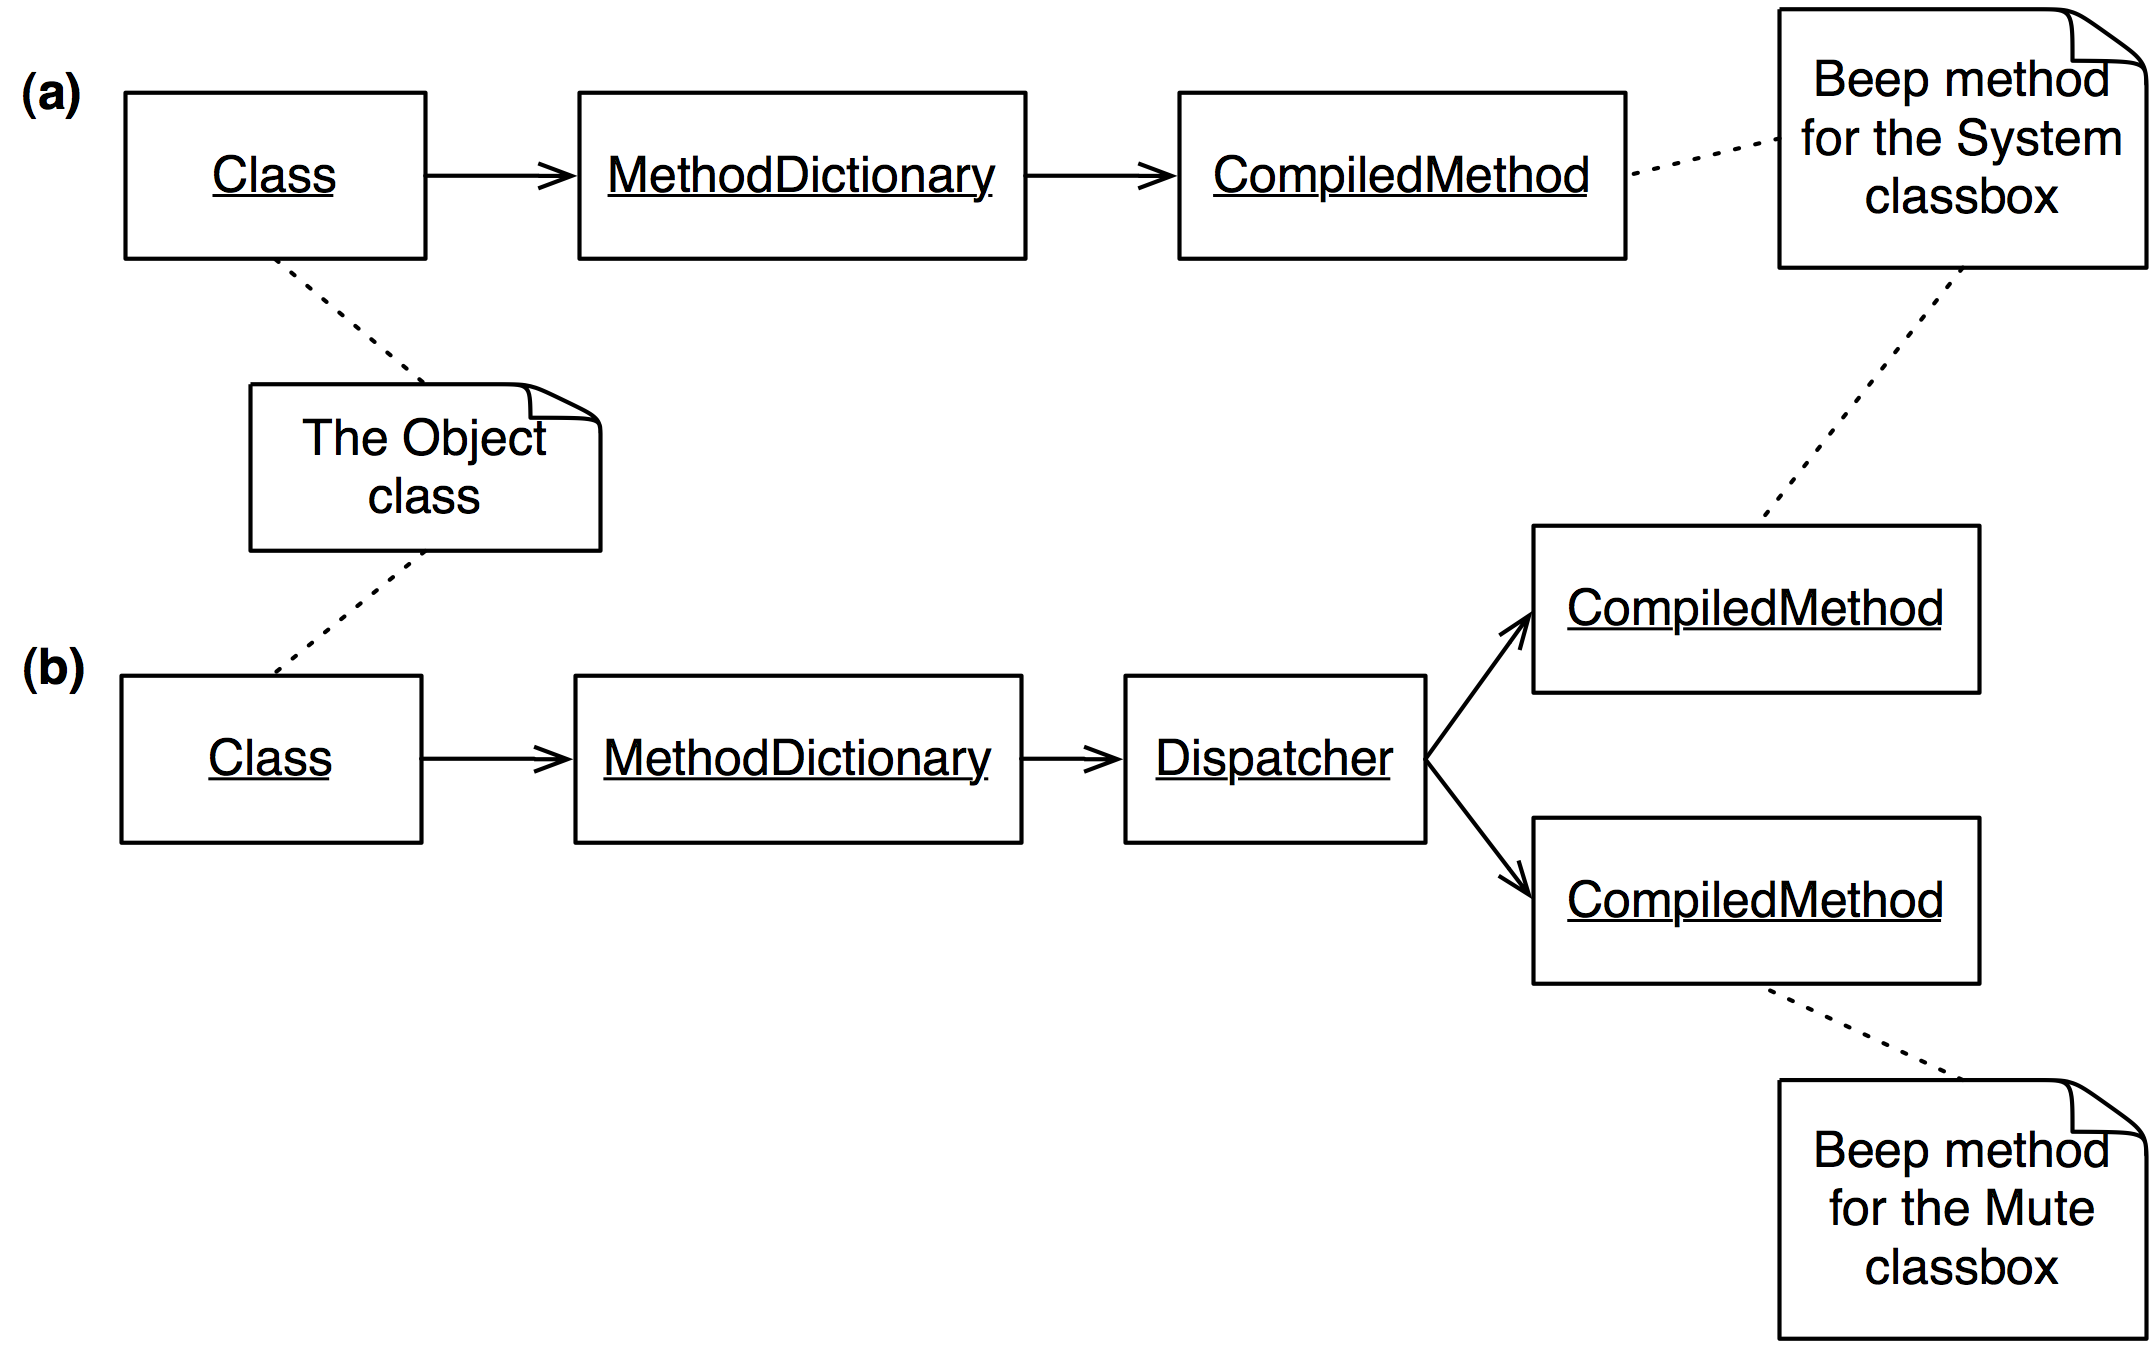 (a)
Class
MethodDictionary
CompiledMethod
Beep method
for the System
classbox
The Object
class
(b)
Class
MethodDictionary
Dispatcher
CompiledMethod
CompiledMethod
Beep method
for the Mute
classbox